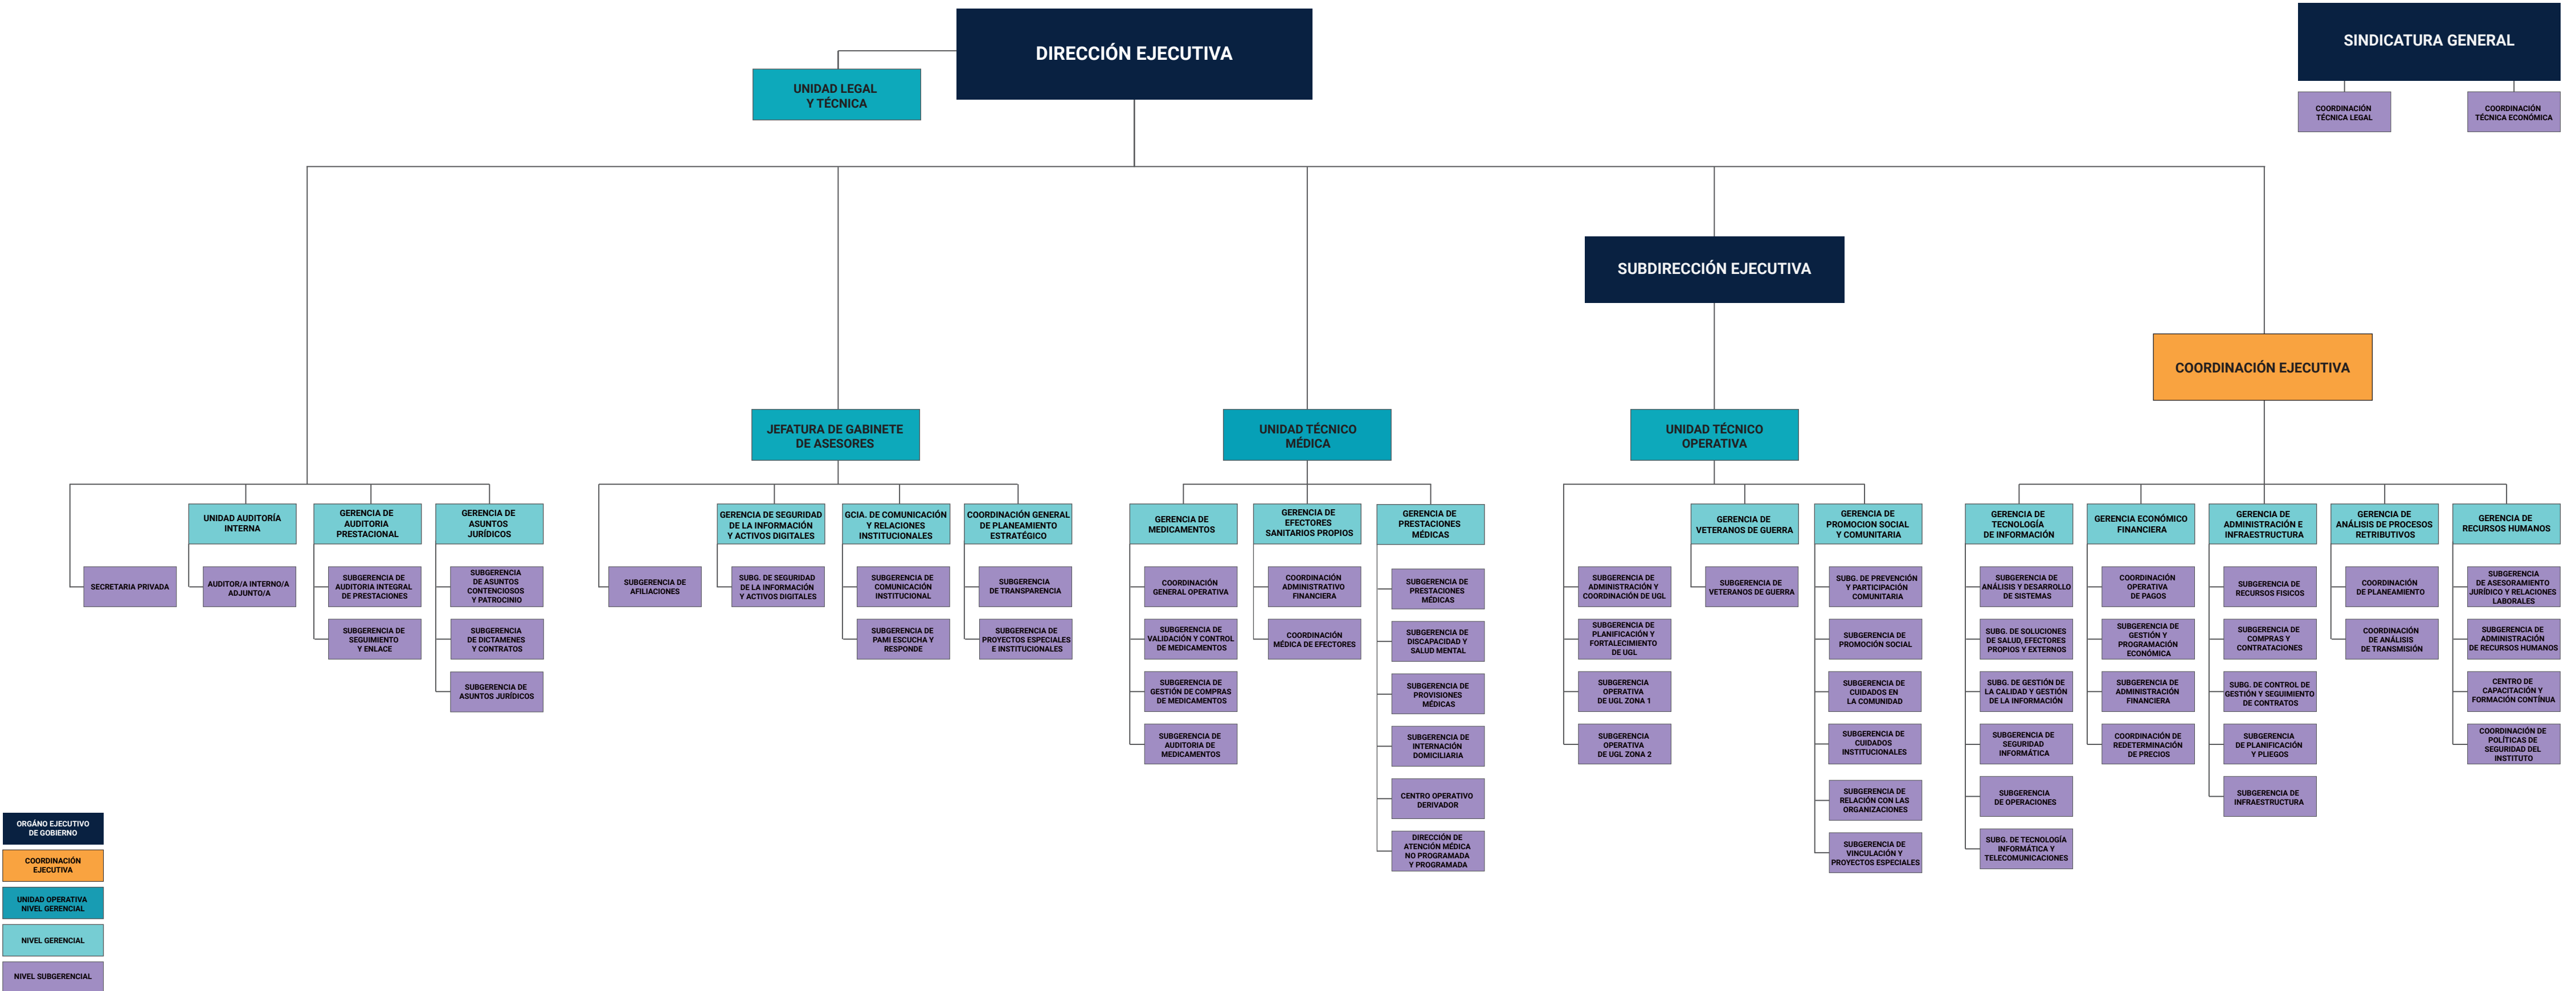 DIRECCIÓN EJECUTIVA
SINDICATURA GENERAL
UNIDAD LEGAL
Y TÉCNICA
COORDINACIÓN
TÉCNICA LEGAL
COORDINACIÓN
TÉCNICA ECONÓMICA
SUBDIRECCIÓN EJECUTIVA
COORDINACIÓN EJECUTIVA
JEFATURA DE GABINETE
DE ASESORES
UNIDAD TÉCNICO
MÉDICA
UNIDAD TÉCNICO
OPERATIVA
SECRETARIA PRIVADA
UNIDAD AUDITORÍA
INTERNA
AUDITOR/A INTERNO/A
ADJUNTO/A
GERENCIA DE
AUDITORIA
PRESTACIONAL
SUBGERENCIA DE
AUDITORIA INTEGRAL
DE PRESTACIONES
SUBGERENCIA DE
SEGUIMIENTO
Y ENLACE
GERENCIA DE
ASUNTOS
JURÍDICOS
SUBGERENCIA
DE ASUNTOS
CONTENCIOSOS
Y PATROCINIO
SUBGERENCIA
DE DICTAMENES
Y CONTRATOS
SUBGERENCIA DE
ASUNTOS JURÍDICOS
SUBGERENCIA DE
AFILIACIONES
GERENCIA DE SEGURIDAD
DE LA INFORMACIÓN
Y ACTIVOS DIGITALES
SUBG. DE SEGURIDAD
DE LA INFORMACIÓN
Y ACTIVOS DIGITALES
GCIA. DE COMUNICACIÓN
Y RELACIONES
INSTITUCIONALES
SUBGERENCIA DE
COMUNICACIÓN
INSTITUCIONAL
SUBGERENCIA DE
PAMI ESCUCHA Y
RESPONDE
COORDINACIÓN GENERAL
DE PLANEAMIENTO
ESTRATÉGICO
SUBGERENCIA
DE TRANSPARENCIA
SUBGERENCIA DE
PROYECTOS ESPECIALES
E INSTITUCIONALES
GERENCIA DE
MEDICAMENTOS
COORDINACIÓN
GENERAL OPERATIVA
SUBGERENCIA DE
VALIDACIÓN Y CONTROL
DE MEDICAMENTOS
SUBGERENCIA DE
GESTIÓN DE COMPRAS
DE MEDICAMENTOS
SUBGERENCIA DE
AUDITORIA DE
MEDICAMENTOS
GERENCIA DE
EFECTORES
SANITARIOS PROPIOS
COORDINACIÓN
ADMINISTRATIVO
FINANCIERA
COORDINACIÓN
MÉDICA DE EFECTORES
GERENCIA DE
PRESTACIONES
MÉDICAS
SUBGERENCIA DE
PRESTACIONES
MÉDICAS
SUBGERENCIA DE
DISCAPACIDAD Y
SALUD MENTAL
SUBGERENCIA DE
PROVISIONES
MÉDICAS
SUBGERENCIA DE
INTERNACIÓN
DOMICILIARIA
CENTRO OPERATIVO
DERIVADOR
DIRECCIÓN DE
ATENCIÓN MÉDICA
NO PROGRAMADA
Y PROGRAMADA
SUBGERENCIA DE
ADMINISTRACIÓN Y
COORDINACIÓN DE UGL
SUBGERENCIA DE
PLANIFICACIÓN Y
FORTALECIMIENTO
DE UGL
SUBGERENCIA
OPERATIVA
DE UGL ZONA 1
SUBGERENCIA
OPERATIVA
DE UGL ZONA 2
GERENCIA DE
VETERANOS DE GUERRA
SUBGERENCIA DE
VETERANOS DE GUERRA
GERENCIA DE
PROMOCION SOCIAL
Y COMUNITARIA
SUBG. DE PREVENCIÓN
Y PARTICIPACIÓN
COMUNITARIA
SUBGERENCIA DE
PROMOCIÓN SOCIAL
SUBGERENCIA DE
CUIDADOS EN
LA COMUNIDAD
SUBGERENCIA DE
CUIDADOS
INSTITUCIONALES
SUBGERENCIA DE
RELACIÓN CON LAS
ORGANIZACIONES
SUBGERENCIA DE
VINCULACIÓN Y
PROYECTOS ESPECIALES
GERENCIA DE
TECNOLOGÍA
DE INFORMACIÓN
SUBGERENCIA DE
ANÁLISIS Y DESARROLLO
DE SISTEMAS
SUBG. DE SOLUCIONES
DE SALUD, EFECTORES
PROPIOS Y EXTERNOS
SUBG. DE GESTIÓN DE
LA CALIDAD Y GESTIÓN
DE LA INFORMACIÓN
SUBGERENCIA DE
SEGURIDAD
INFORMÁTICA
SUBGERENCIA
DE OPERACIONES
SUBG. DE TECNOLOGÍA
INFORMÁTICA Y
TELECOMUNICACIONES
GERENCIA ECONÓMICO
FINANCIERA
COORDINACIÓN
OPERATIVA
DE PAGOS
SUBGERENCIA DE
GESTIÓN Y
PROGRAMACIÓN
ECONÓMICA
SUBGERENCIA DE
ADMINISTRACIÓN
FINANCIERA
COORDINACIÓN DE
REDETERMINACIÓN
DE PRECIOS
GERENCIA DE
ADMINISTRACIÓN E
INFRAESTRUCTURA
SUBGERENCIA DE
RECURSOS FISICOS
SUBGERENCIA DE
COMPRAS Y
CONTRATACIONES
SUBG. DE CONTROL DE
GESTIÓN Y SEGUIMIENTO
DE CONTRATOS
SUBGERENCIA
DE PLANIFICACIÓN
Y PLIEGOS
SUBGERENCIA DE
INFRAESTRUCTURA
GERENCIA DE
ANÁLISIS DE PROCESOS
RETRIBUTIVOS
COORDINACIÓN
DE PLANEAMIENTO
COORDINACIÓN
DE ANÁLISIS
DE TRANSMISIÓN
GERENCIA DE
RECURSOS HUMANOS
SUBGERENCIA
DE ASESORAMIENTO
JURÍDICO Y RELACIONES
LABORALES
SUBGERENCIA DE
ADMINISTRACIÓN
DE RECURSOS HUMANOS
CENTRO DE
CAPACITACIÓN Y
FORMACIÓN CONTÍNUA
COORDINACIÓN DE
POLÍTICAS DE
SEGURIDAD DEL
INSTITUTO
ORGÁNO EJECUTIVO
DE GOBIERNO
COORDINACIÓN
EJECUTIVA
UNIDAD OPERATIVA
NIVEL GERENCIAL
NIVEL GERENCIAL
NIVEL SUBGERENCIAL